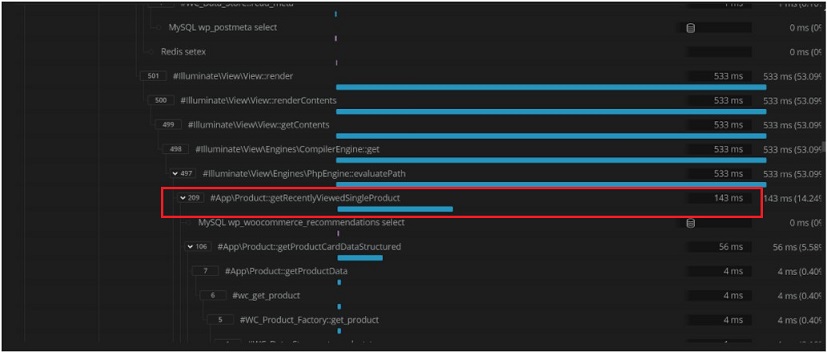 #WC_Data_Store::read_meta 1 ms
MySQL wp_postmeta select 0 ms (0%
Redis setex 0 ms (0%
501 #Illuminate\View\View::render 533 ms 533 ms (53.09%
500 #Illuminate\View\View::renderContents 533 ms 533 ms (53.09%
499 #Illuminate\View\View::getContents 533 ms 533 ms (53.09%
498 #Illuminate\View\Engines\CompilerEngine::get 533 ms 533 ms (53.09%
497 #Illuminate\View\Engines\PhpEngine::evaluatePath 533 ms 533 ms (53.09%
209 #App\Product::getRecentlyViewedSingleProduct 143 ms 143 ms (14.24%
MySQL wp_woocommerce_recommendations select 0 ms (0%
106 #App\Product::getProductCardDataStructured 56 ms 56 ms (5.58%
7 #App\Product::getProductData 4 ms 4 ms (0.40%
6 #wc_get_product 4 ms 4 ms (0.40%
5 #WC_Product_Factory::get_product 4 ms 4 ms (0.40%